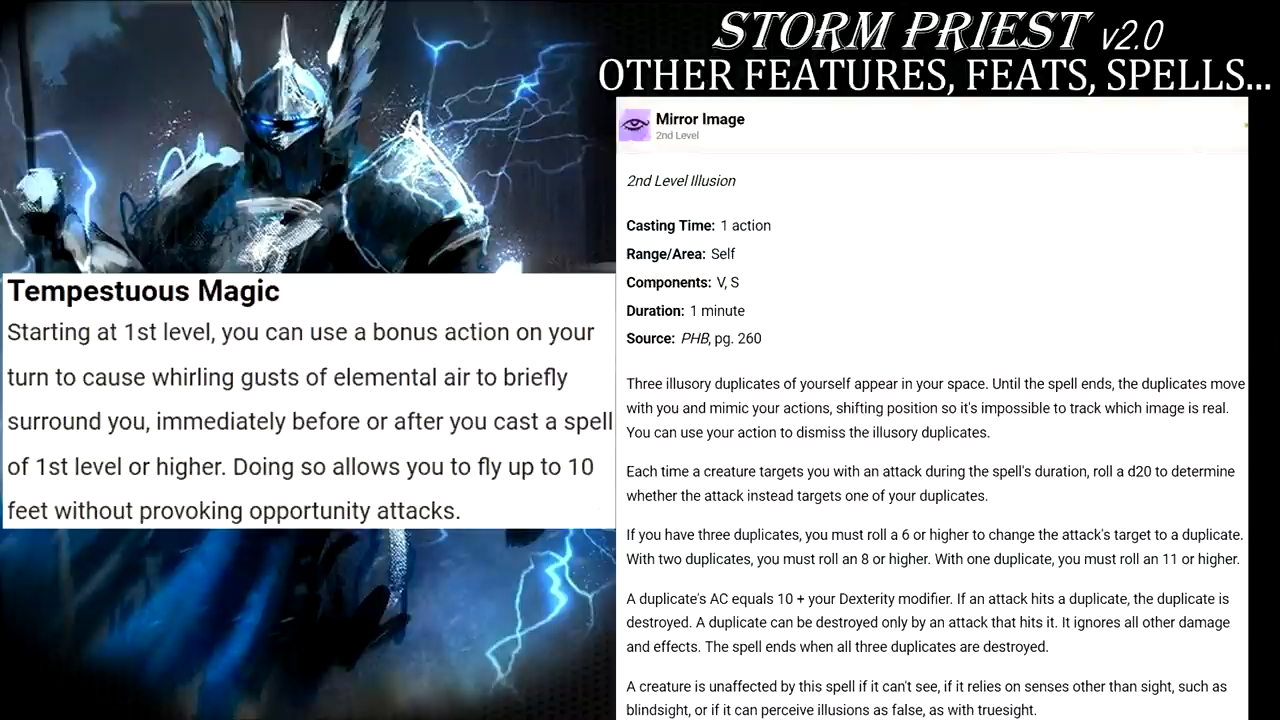 STORM PRIEST v2.0
OTHER FEATURES, FEATS, SPELLS...
Tempestuous Magic
Starting at 1st level, you can use a bonus action on your
turn to cause whirling gusts of elemental air to briefly
surround you, immediately before or after you cast a spell
of 1st level or higher. Doing so allows you to fly up to 10
feet without provoking opportunity attacks.
Mirror Image
2nd Level
2nd Level Illusion
Casting Time: 1 action
Range/Area: Self
Components: V, S
Duration: 1 minute
Source: PHB, pg. 260
Three illusory duplicates of yourself appear in your space. Until the spell ends, the duplicates move
with you and mimic your actions, shifting position so it's impossible to track which image is real.
You can use your action to dismiss the illusory duplicates.
Each time a creature targets you with an attack during the spell's duration, roll a d20 to determine
whether the attack instead targets one of your duplicates.
If you have three duplicates, you must roll a 6 or higher to change the attack's target to a duplicate.
With two duplicates, you must roll an 8 or higher. With one duplicate, you must roll an 11 or higher.
A duplicate's AC equals 10 + your Dexterity modifier. If an attack hits a duplicate, the duplicate is
destroyed. A duplicate can be destroyed only by an attack that hits it. It ignores all other damage
and effects. The spell ends when all three duplicates are destroyed.
A creature is unaffected by this spell if it can't see, if it relies on senses other than sight, such as
blindsight, or if it can perceive illusions as false, as with truesight.